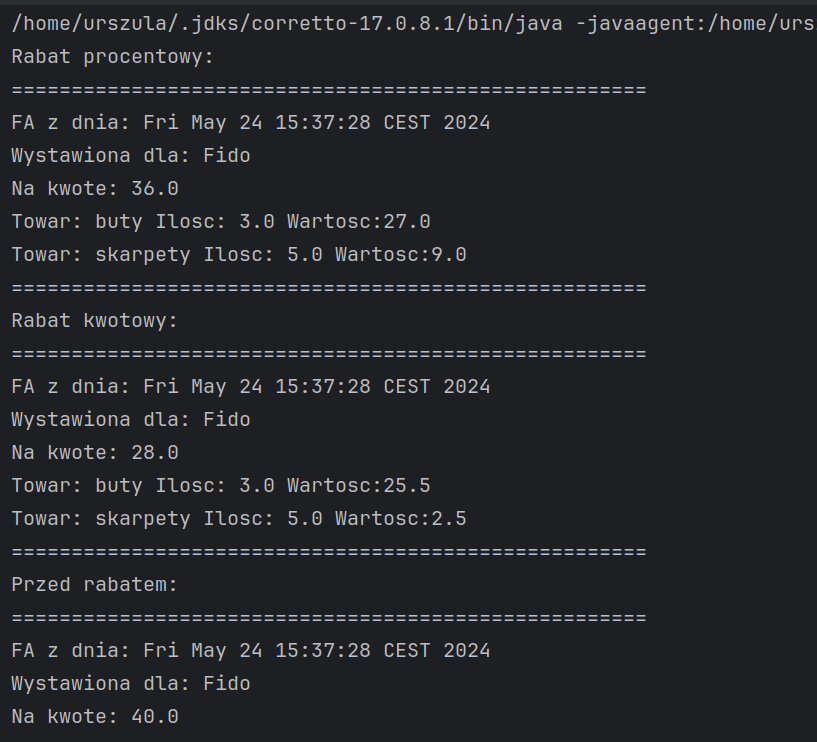 /home/urszula/.jdks/corretto-17.0.8.1/bin/java -javaagent:/home/urs
Rabat procentowy:
=====================================================
FA z dnia: Fri May 24 15:37:28 CEST 2024
Wystawiona dla: Fido
Na kwote: 36.0
Towar: buty Ilosc: 3.0 Wartosc:27.0
Towar: skarpety Ilosc: 5.0 Wartosc:9.0
=====================================================
Rabat kwotowy:
=====================================================
FA z dnia: Fri May 24 15:37:28 CEST 2024
Wystawiona dla: Fido
Na kwote: 28.0
Towar: buty Ilosc: 3.0 Wartosc:25.5
Towar: skarpety Ilosc: 5.0 Wartosc:2.5
=====================================================
Przed rabatem:
=====================================================
FA z dnia: Fri May 24 15:37:28 CEST 2024
Wystawiona dla: Fido
Na kwote: 40.0